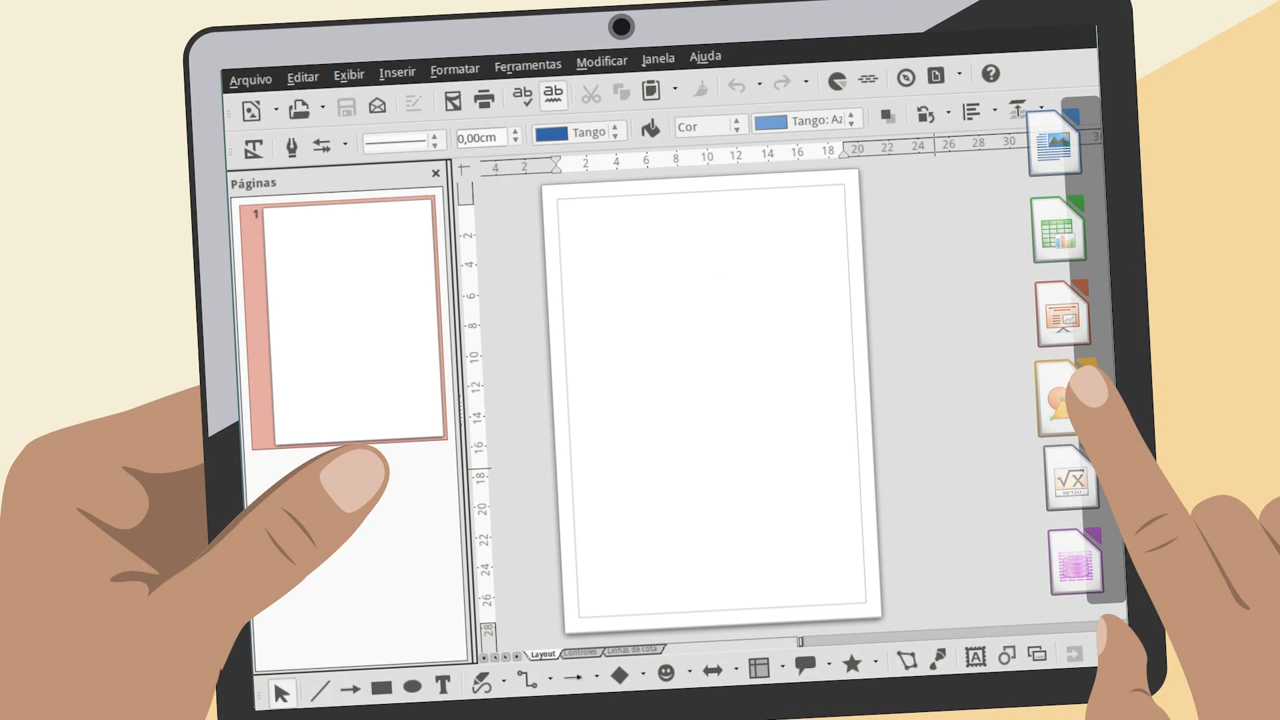 Arquivo Editar Exibir Inserir Formatar Ferramentas Modificar Janela Ajuda
0,00cm Tango Cor Tango: Az
Páginas
1
4 2 2 4 6 8 10 12 14 16 18 20 22 24 26 28 30
2
4
6
8
10
12
14
16
18
20
22
24
26
28
√x
Layout Controles Linhas de cota